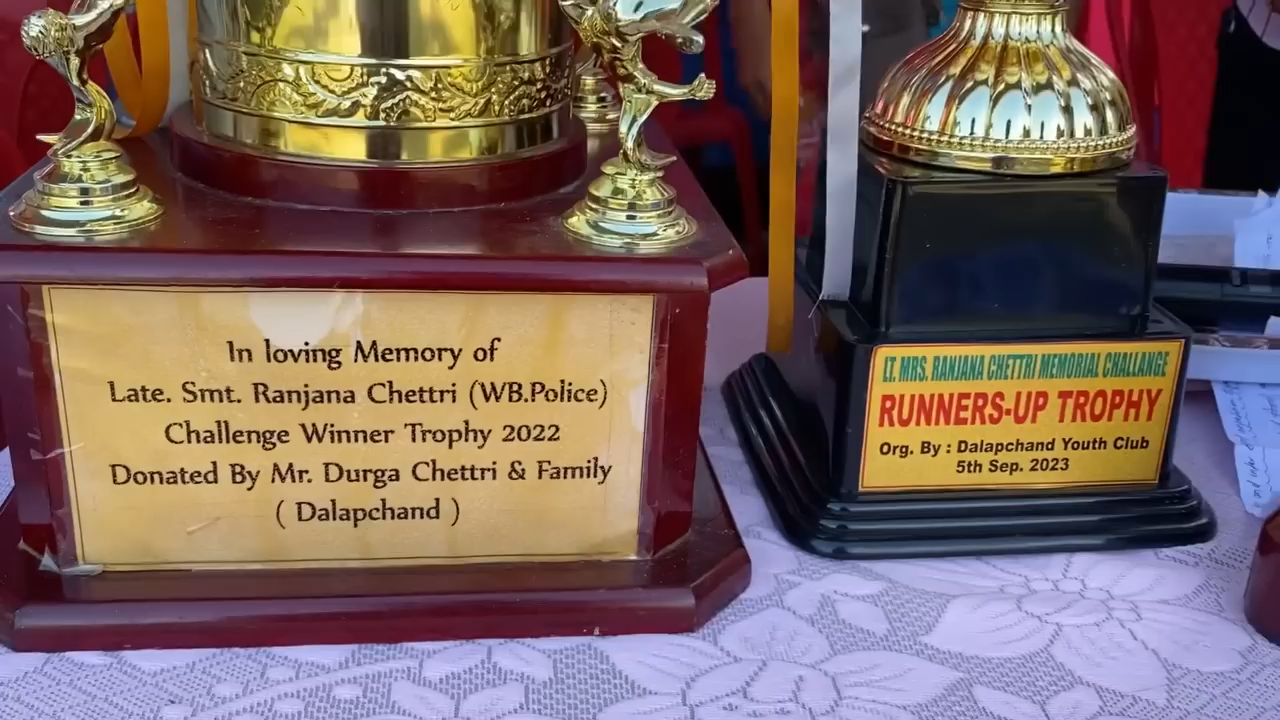 In loving Memory of
Late. Smt. Ranjana Chettri (WB.Police)
Challenge Winner Trophy 2022
Donated By Mr. Durga Chettri & Family
( Dalapchand )
LT. MRS. RANJANA CHETTRI MEMORIAL CHALLANGE
RUNNERS-UP TROPHY
Org. By : Dalapchand Youth Club
5th Sep. 2023